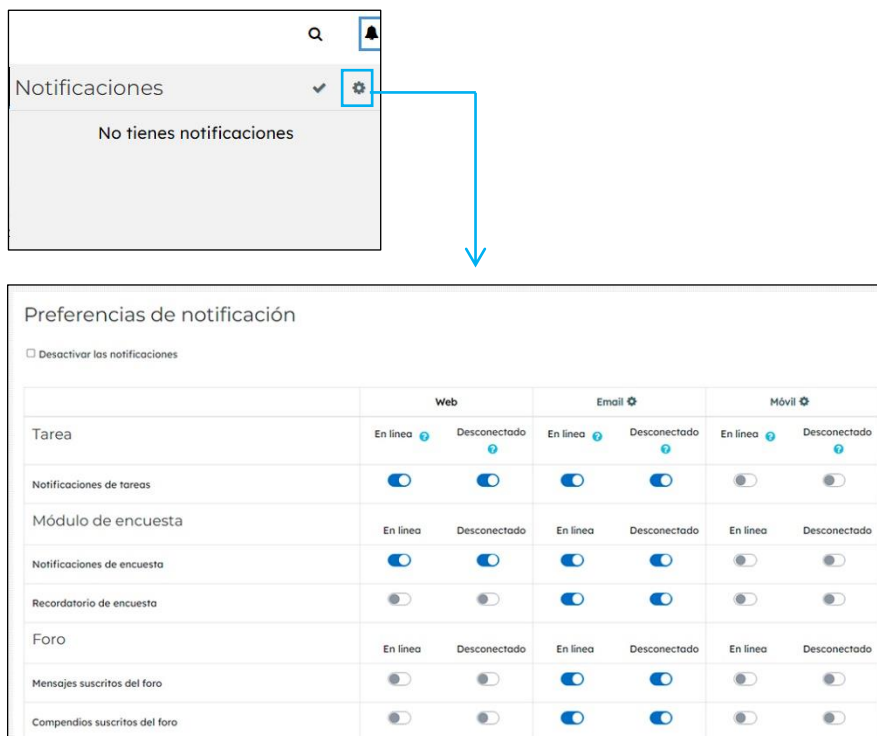 Notificaciones
No tienes notificaciones
Preferencias de notificación
Desactivar las notificaciones
Web Email Móvil
Tarea En línea Desconectado En línea Desconectado En línea Desconectado
Notificaciones de tareas
Módulo de encuesta En línea Desconectado En línea Desconectado En línea Desconectado
Notificaciones de encuesta
Recordatorio de encuesta
Foro En línea Desconectado En línea Desconectado En línea Desconectado
Mensajes suscritos del foro
Compendios suscritos del foro